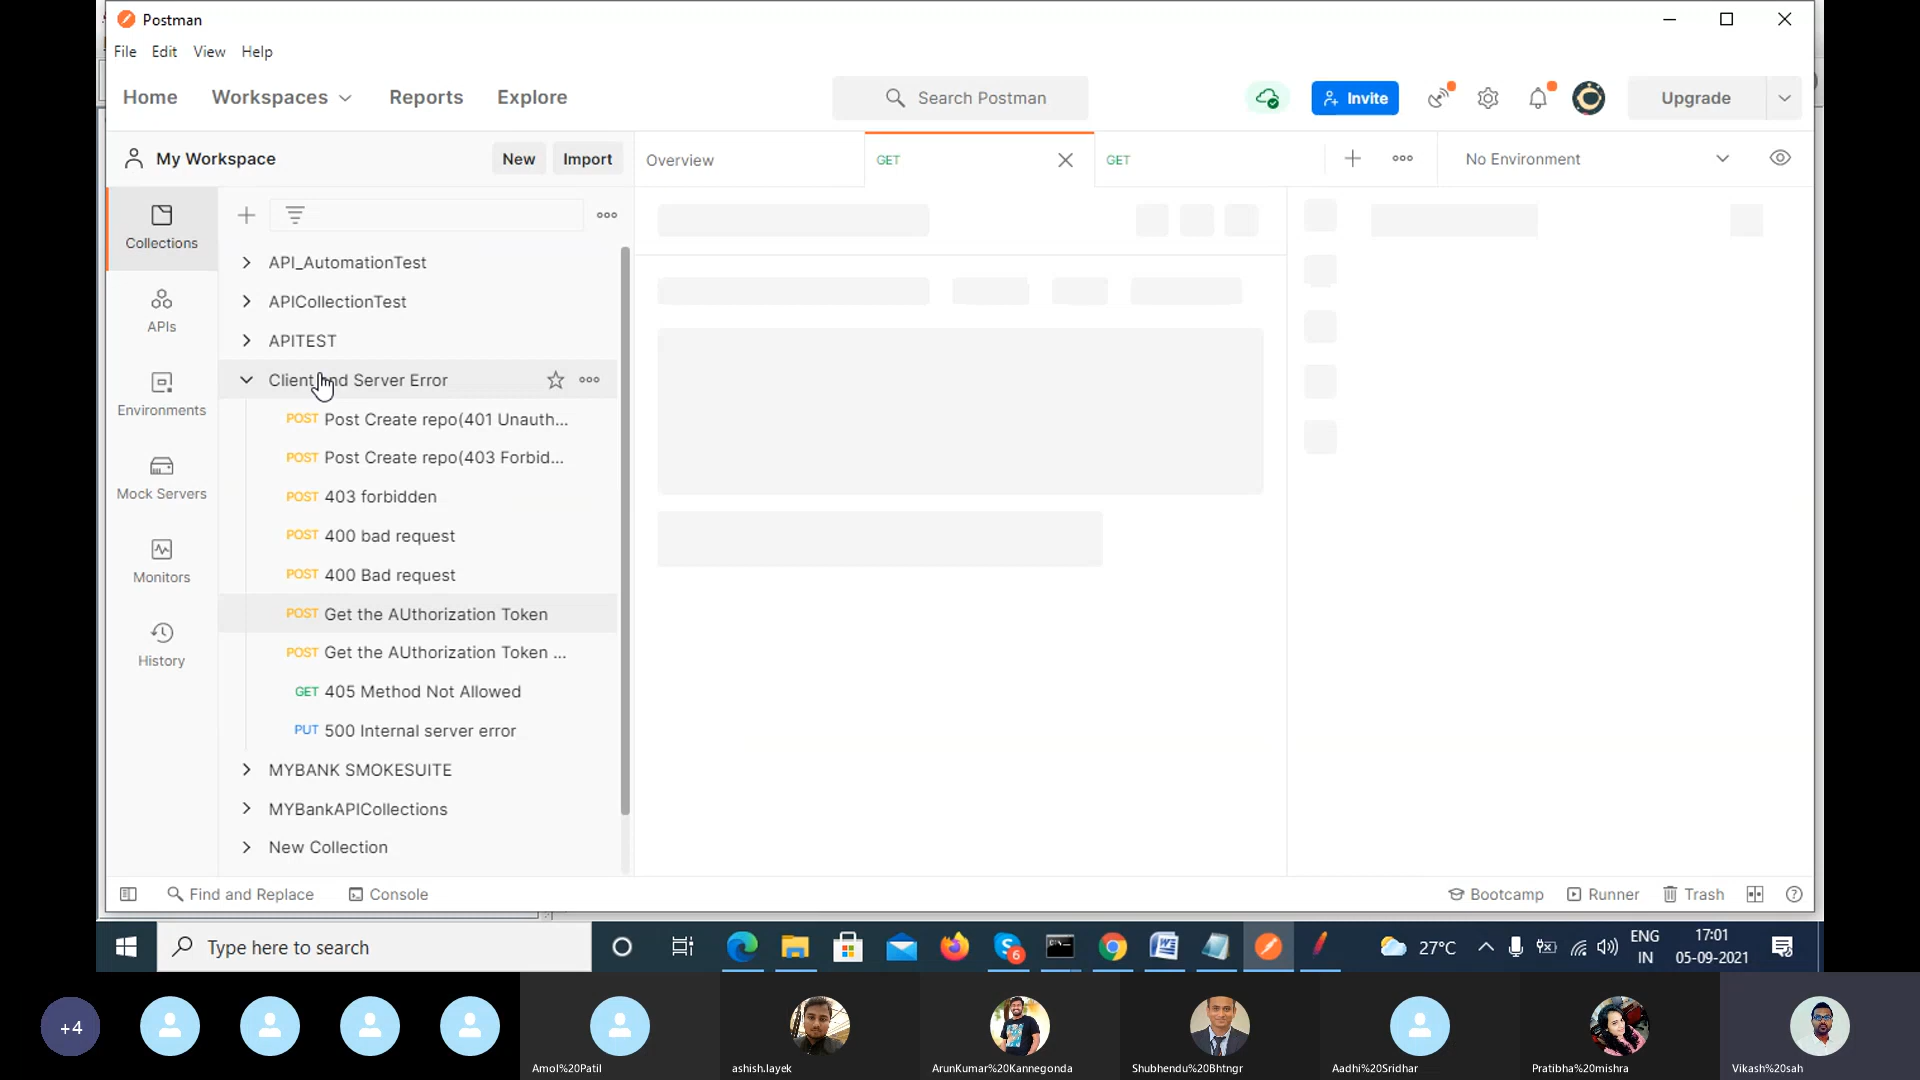 Postman
File Edit View Help
Home Workspaces Reports Explore Search Postman Invite Upgrade
My Workspace New Import Overview GET GET No Environment
Collections
APIs
Environments
Mock Servers
Monitors
History
API_AutomationTest
APICollectionTest
APITEST
Client and Server Error
POST Post Create repo(401 Unauth...
POST Post Create repo(403 Forbid...
POST 403 forbidden
POST 400 bad request
POST 400 Bad request
POST Get the AUthorization Token
POST Get the AUthorization Token ...
GET 405 Method Not Allowed
PUT 500 Internal server error
MYBANK SMOKESUITE
MYBankAPICollections
New Collection
Find and Replace Console Bootcamp Runner Trash
Type here to search 6 27°C ENG IN 17:01 05-09-2021
+4
Amol%20Patil ashish.layek ArunKumar%20Kannegonda Shubhendu%20Bhtngr Aadhi%20Sridhar Pratibha%20mishra Vikash%20sah